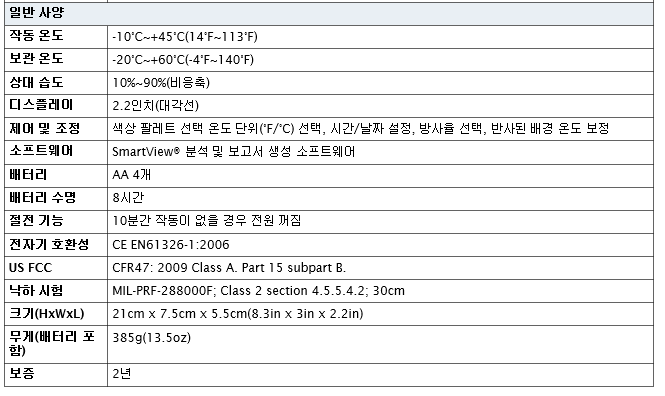 일반 사양
작동 온도 -10℃~+45℃(14℉~113℉)
보관 온도 -20℃~+60℃(-4℉~140℉)
상대 습도 10%~90%(비응축)
디스플레이 2.2인치(대각선)
제어 및 조정 색상 팔레트 선택 온도 단위(℉/℃) 선택, 시간/날짜 설정, 방사율 선택, 반사된 배경 온도 보정
소프트웨어 SmartView® 분석 및 보고서 생성 소프트웨어
배터리 AA 4개
배터리 수명 8시간
절전 기능 10분간 작동이 없을 경우 전원 꺼짐
전자기 호환성 CE EN61326-1:2006
US FCC CFR47: 2009 Class A. Part 15 subpart B.
낙하 시험 MIL-PRF-288000F; Class 2 section 4.5.5.4.2; 30cm
크기(HxWxL) 21cm x 7.5cm x 5.5cm(8.3in x 3in x 2.2in)
무게(배터리 포 385g(13.5oz)
함)
보증 2년